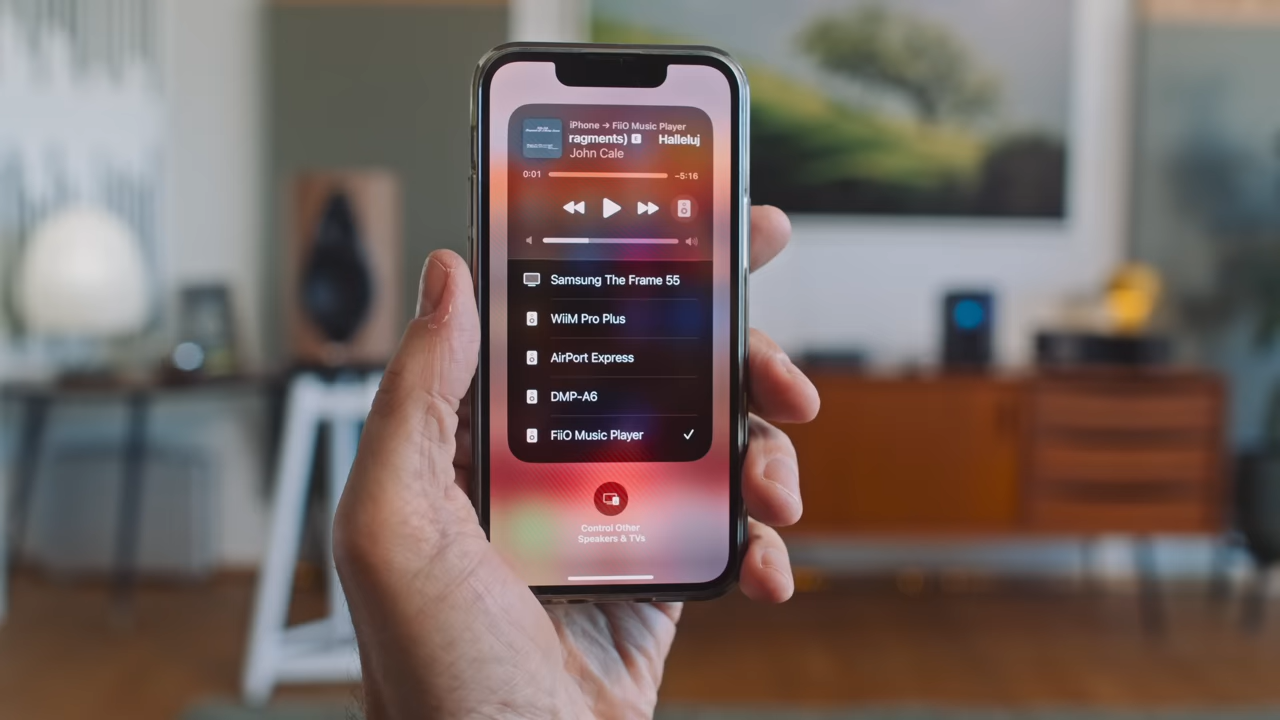 iPhone → FiiO Music Player
ragments) E Halleluj
John Cale
0:01 -5:16
Samsung The Frame 55
WiiM Pro Plus
AirPort Express
DMP-A6
FiiO Music Player
Control Other
Speakers & TVs